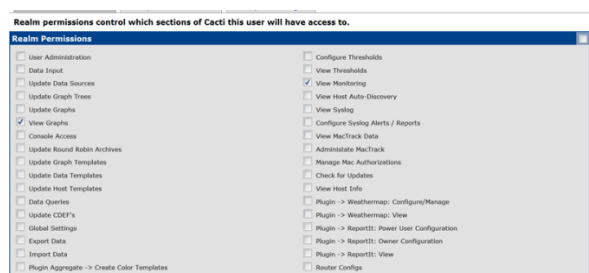 Realm permissions control which sections of Cacti this user will have access to.
Realm Permissions
User Administration
Data Input
Update Data Sources
Update Graph Trees
Update Graphs
View Graphs
Console Access
Update Round Robin Archives
Update Graph Templates
Update Data Templates
Update Host Templates
Data Queries
Update CDEF's
Global Settings
Export Data
Import Data
Plugin Aggregate -> Create Color Templates
Configure Thresholds
View Thresholds
View Monitoring
View Host Auto-Discovery
View Syslog
Configure Syslog Alerts / Reports
View MacTrack Data
Administate MacTrack
Manage Mac Authorizations
Check for Updates
View Host Info
Plugin -> Weathermap: Configure/Manage
Plugin -> Weathermap: View
Plugin -> ReportIt: Power User Configuration
Plugin -> ReportIt: Owner Configuration
Plugin -> ReportIt: View
Router Configs